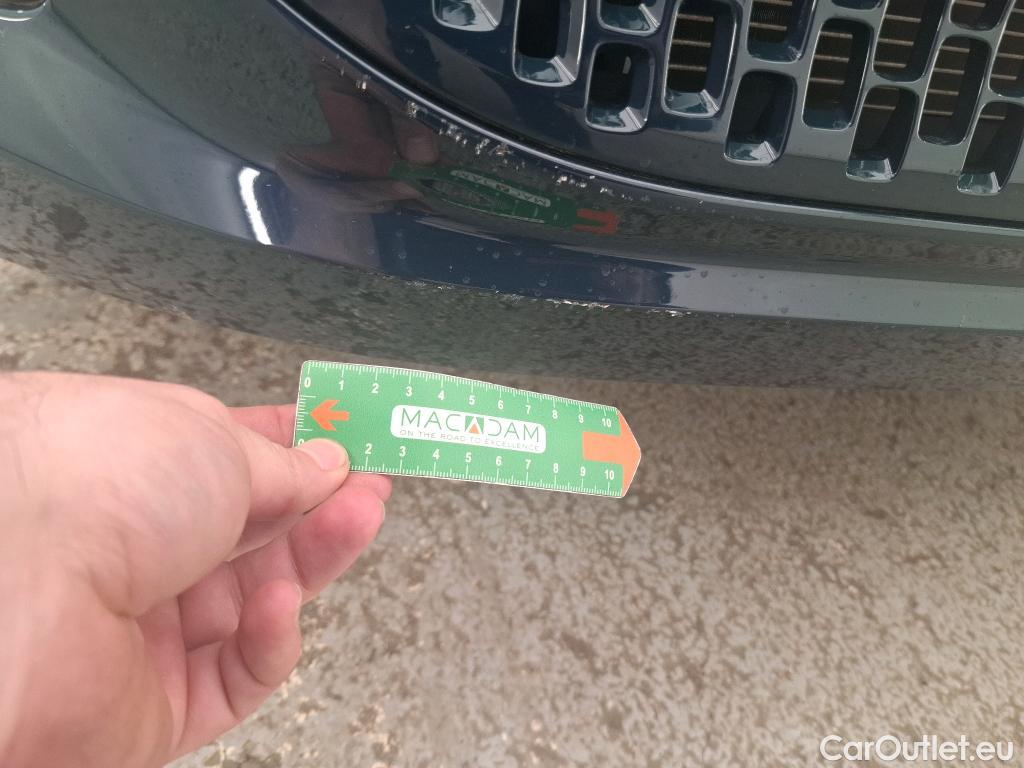 0 1 2 3 4 5 6 7 8 9 10
MACADAM
ON THE ROAD TO EXCELLENCE
0 2 3 4 5 6 7 8 9 10
CarOutlet.eu